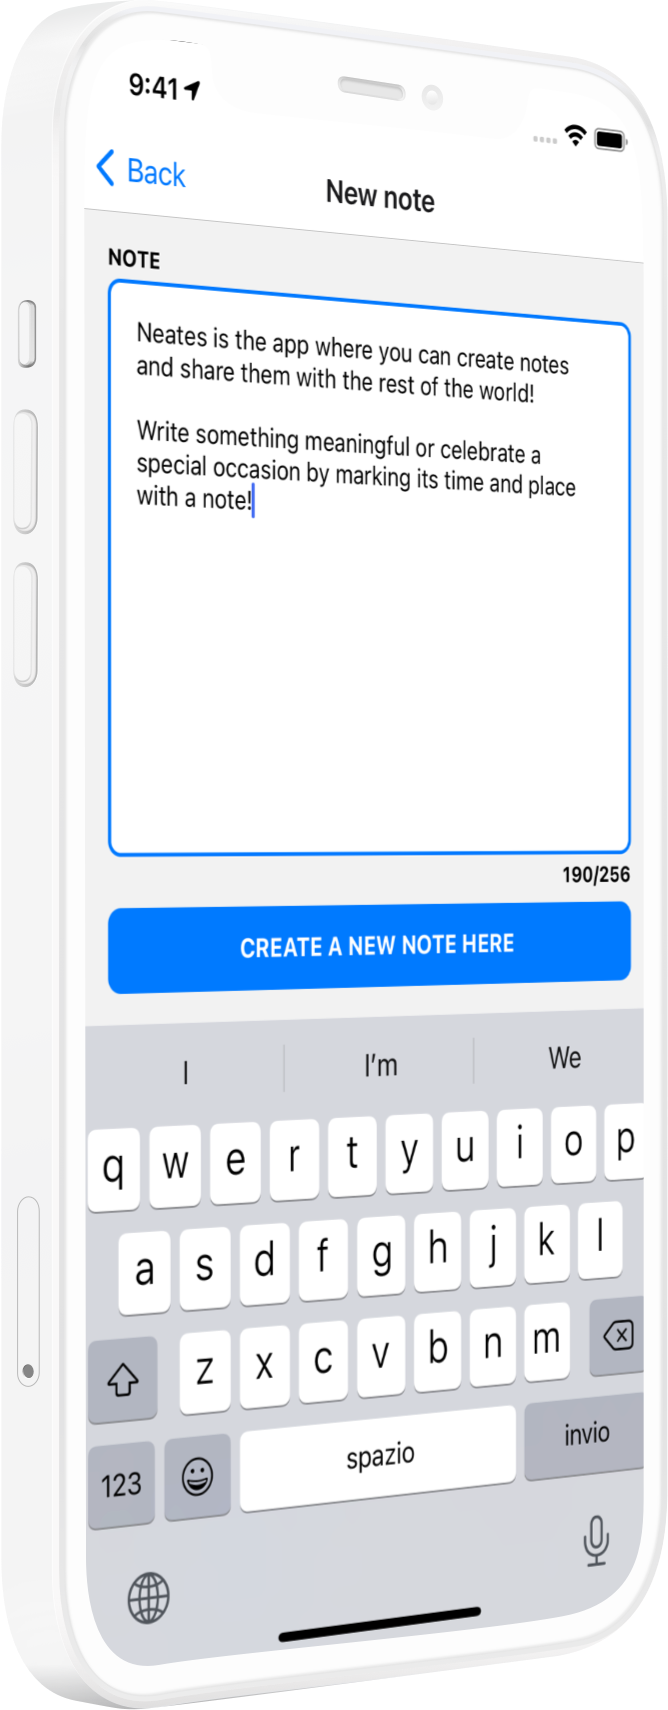 9:41
Back
New note
NOTE
Neates is the app where you can create notes
and share them with the rest of the world!
Write something meaningful or celebrate a
special occasion by marking its time and place
with a note!
190/256
CREATE A NEW NOTE HERE
I I'm We
q w e r t y u i o p
a s d f g h j k l
z x c v b n m
123 spazio invio